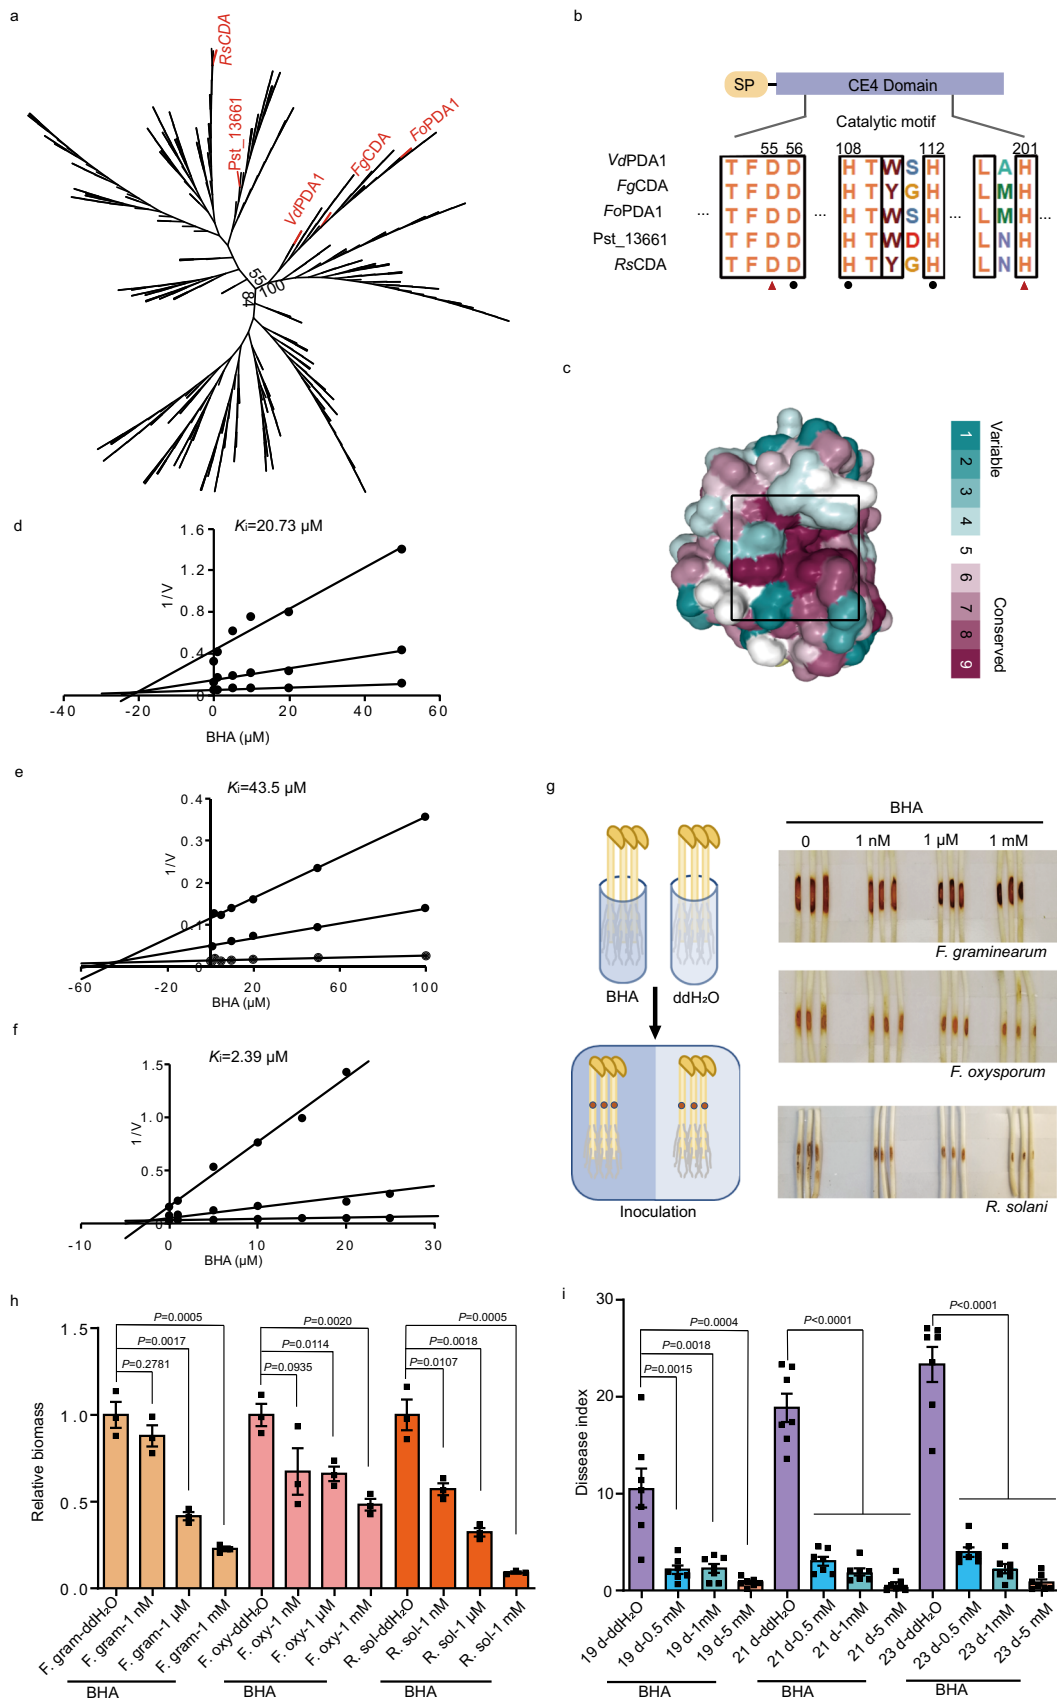 a
RsCDA
Pst_13661
VdPDA1
FgCDA
FoPDA1
55
84
100
b
SP
CE4 Domain
Catalytic motif
55 56 108 112 201
VdPDA1 T F D D H T W S H L A H
FgCDA T F D D H T Y G H L M H
FoPDA1 ... T F D D ... H T W S H ... L M H ...
Pst_13661 T F D D H T W D H L N H
RsCDA T F D D H T Y G H L N H
c
Variable
1
2
3
4
5
6
7
8
9
Conserved
d
Ki=20.73 µM
1/V
1.6
1.2
0.8
0.4
0
-40 -20 0 20 40 60
BHA (µM)
e
Ki=43.5 µM
1/V
0.4
0.3
0.2
0.1
0
-60 -40 -20 0 20 40 60 80 100
BHA (µM)
f
Ki=2.39 µM
1/V
1.5
1.0
0.5
-10 0 10 20 30
BHA (µM)
g
BHA ddH2O
Inoculation
BHA
0 1 nM 1 µM 1 mM
F. graminearum
F. oxysporum
R. solani
h
Relative biomass
1.5
1.0
0.5
0.0
P=0.0005
P=0.0017
P=0.2781
P=0.0020
P=0.0114
P=0.0935
P=0.0005
P=0.0018
P=0.0107
F. gram-ddH2O
F. gram-1 nM
F. gram-1 µM
F. gram-1 mM
F. oxy-ddH2O
F. oxy-1 nM
F. oxy-1 µM
F. oxy-1 mM
R. sol-ddH2O
R. sol-1 nM
R. sol-1 µM
R. sol-1 mM
BHA BHA BHA
i
Dissease index
30
20
10
0
P=0.0004
P=0.0018
P=0.0015
P<0.0001
P<0.0001
19 d-ddH2O
19 d-0.5 mM
19 d-1mM
19 d-5 mM
21 d-ddH2O
21 d-0.5 mM
21 d-1mM
21 d-5 mM
23 d-ddH2O
23 d-0.5 mM
23 d-1mM
23 d-5 mM
BHA BHA BHA